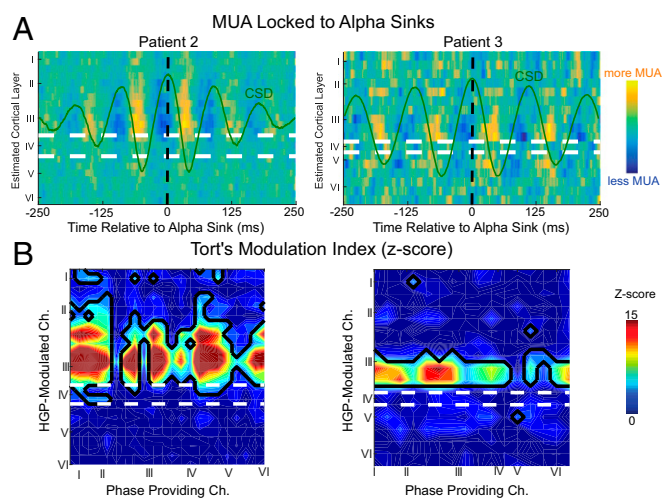 A
MUA Locked to Alpha Sinks
Patient 2
Patient 3
Estimated Cortical Layer
I
II
III
IV
V
VI
CSD
-250
-125
0
125
250
Time Relative to Alpha Sink (ms)
Estimated Cortical Layer
I
II
III
IV
V
VI
CSD
-250
-125
0
125
250
Time Relative to Alpha Sink (ms)
more MUA
less MUA
B
Tort's Modulation Index (z-score)
HGP-Modulated Ch.
I
II
III
IV
V
VI
I II III IV V VI
Phase Providing Ch.
HGP-Modulated Ch.
I
II
III
IV
V
VI
I II III IV V VI
Phase Providing Ch.
Z-score
15
0